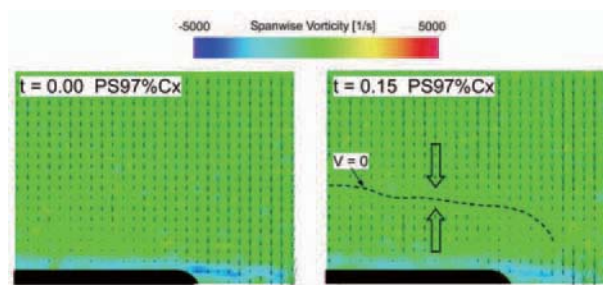 -5000 Spanwise Vorticity [1/s] 5000
t = 0.00 PS97%Cx
t = 0.15 PS97%Cx
V = 0